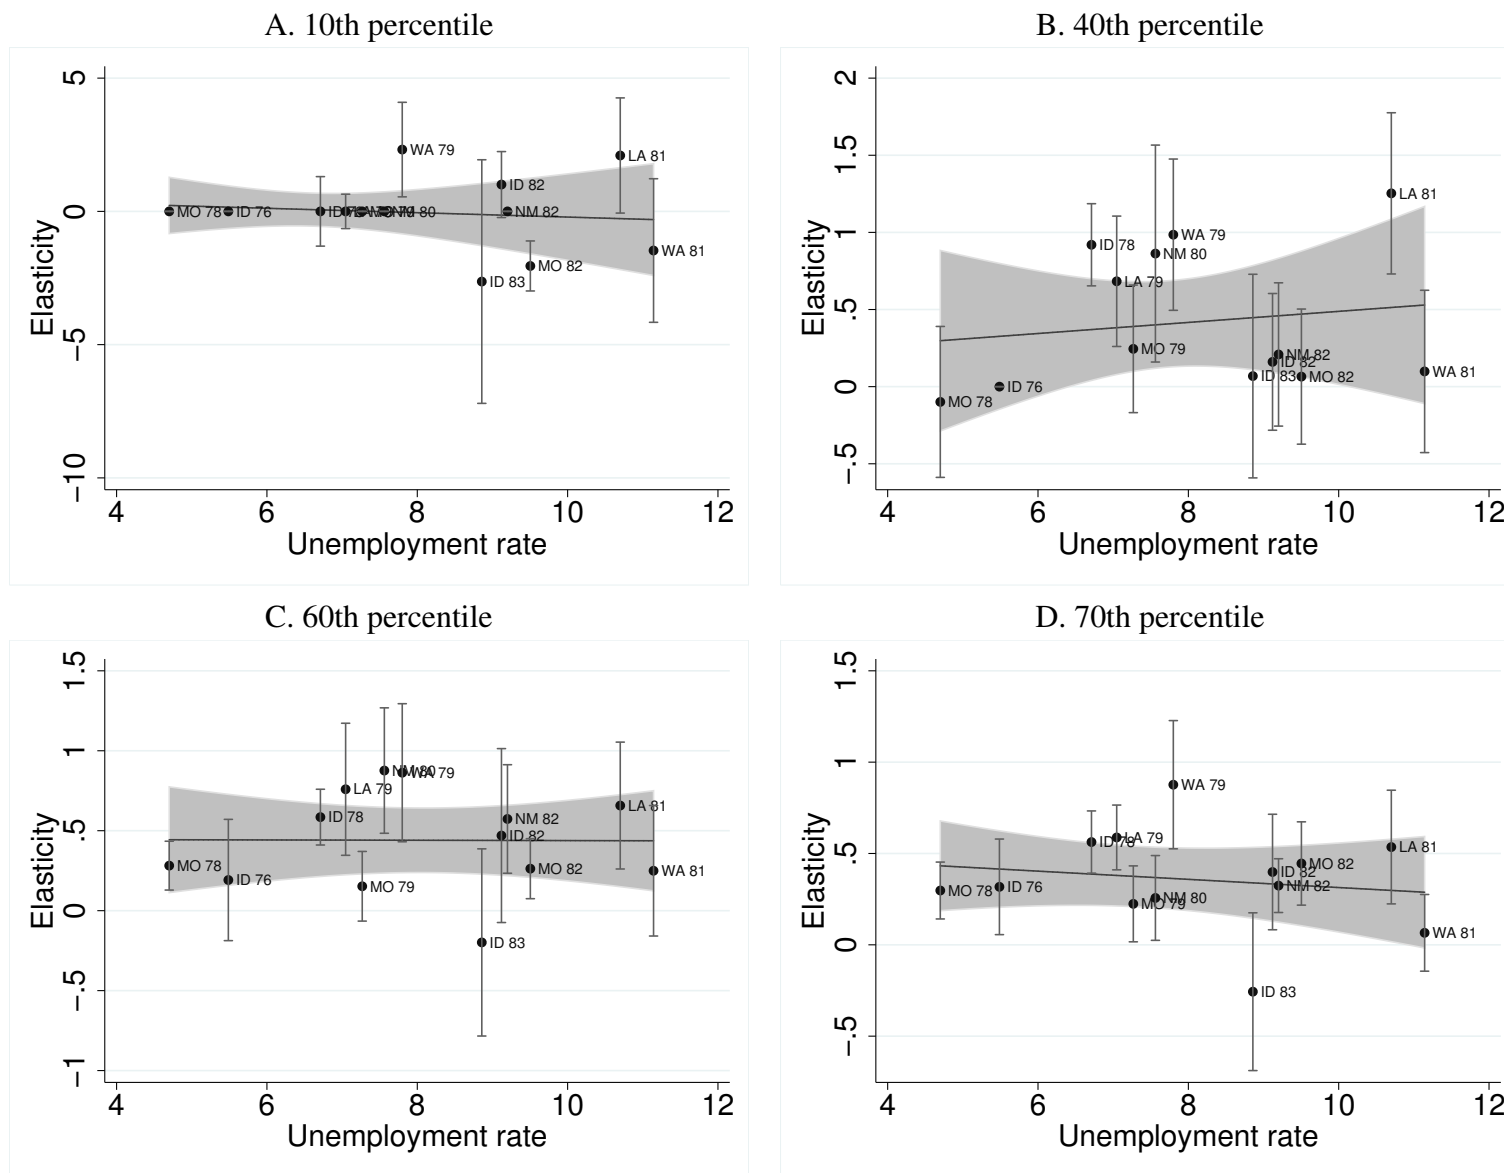 A. 10th percentile
5
0
−5
−10
Elasticity
MO 78
ID 76
NM 80
WA 79
ID 83
ID 82
NM 82
MO 82
LA 81
WA 81
4 6 8 10 12
Unemployment rate
B. 40th percentile
2
1.5
1
.5
0
−.5
Elasticity
MO 78
ID 76
ID 78
LA 79
MO 79
NM 80
WA 79
ID 83
ID 82
NM 82
MO 82
LA 81
WA 81
4 6 8 10 12
Unemployment rate
C. 60th percentile
1.5
1
.5
0
−.5
−1
Elasticity
MO 78
ID 76
ID 78
LA 79
MO 79
NM 80
WA 79
ID 83
ID 82
NM 82
MO 82
LA 81
WA 81
4 6 8 10 12
Unemployment rate
D. 70th percentile
1.5
1
.5
0
−.5
Elasticity
MO 78
ID 76
ID 78
LA 79
MO 79
NM 80
WA 79
ID 83
ID 82
NM 82
MO 82
LA 81
WA 81
4 6 8 10 12
Unemployment rate